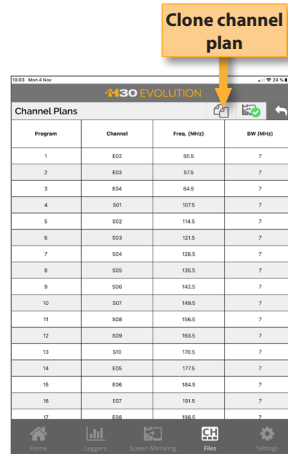 Clone channel
plan
10:03 Mon 4 Nov
24 %
H30 EVOLUTION
Channel Plans
Program Channel Freq. (MHz) BW (MHz)
1 E02 50.5 7
2 E03 57.5 7
3 E04 64.5 7
4 S01 107.5 7
5 S02 114.5 7
6 S03 121.5 7
7 S04 128.5 7
8 S05 135.5 7
9 S06 142.5 7
10 S07 149.5 7
11 S08 156.5 7
12 S09 163.5 7
13 S10 170.5 7
14 E05 177.5 7
15 E06 184.5 7
16 E07 191.5 7
17 E08 198.5 7
CH
Home Loggers Screen Mirroring Files Settings